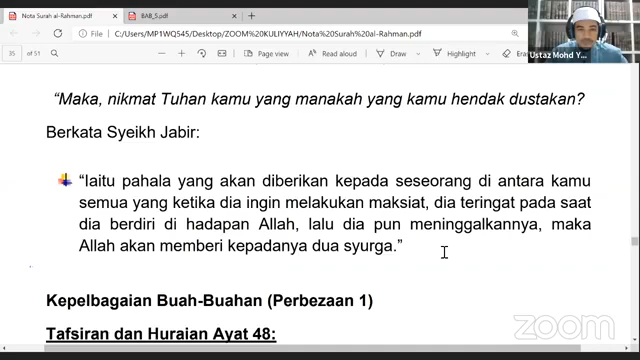 Nota Surah al-Rahman.pdf
BAB_5.pdf
File
C:/Users/MP1WQ545/Desktop/ZOOM%20KULIYYAH/Nota%20Surah%20al-Rahman.pdf
35 of 51
Page view
Read aloud
Draw
Highlight
Erase
Ustaz Mohd Y...
“Maka, nikmat Tuhan kamu yang manakah yang kamu hendak dustakan?
Berkata Syeikh Jabir:
“Iaitu pahala yang akan diberikan kepada seseorang di antara kamu
semua yang ketika dia ingin melakukan maksiat, dia teringat pada saat
dia berdiri di hadapan Allah, lalu dia pun meninggalkannya, maka
Allah akan memberi kepadanya dua syurga.”
Kepelbagaian Buah-Buahan (Perbezaan 1)
Tafsiran dan Huraian Ayat 48:
zoom